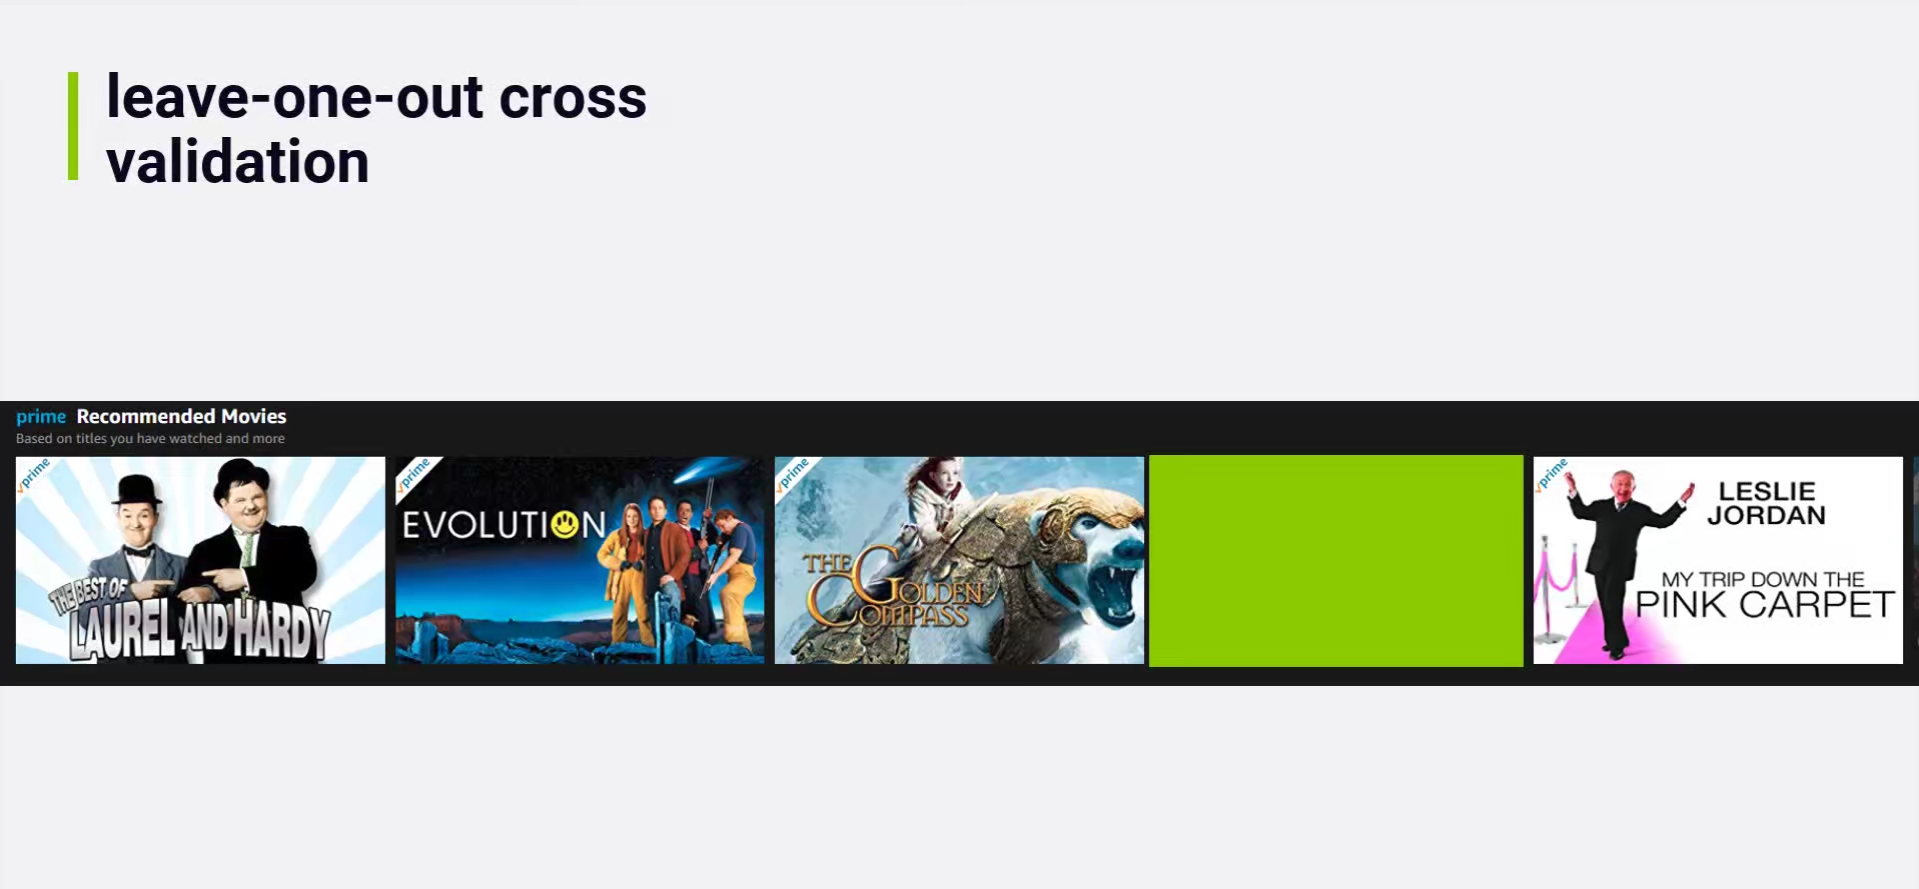 leave-one-out cross
validation
prime Recommended Movies
Based on titles you have watched and more
prime
THE BEST OF
LAUREL AND HARDY
prime
EVOLUTION
prime
THE
GOLDEN
COMPASS
prime
LESLIE
JORDAN
MY TRIP DOWN THE
PINK CARPET